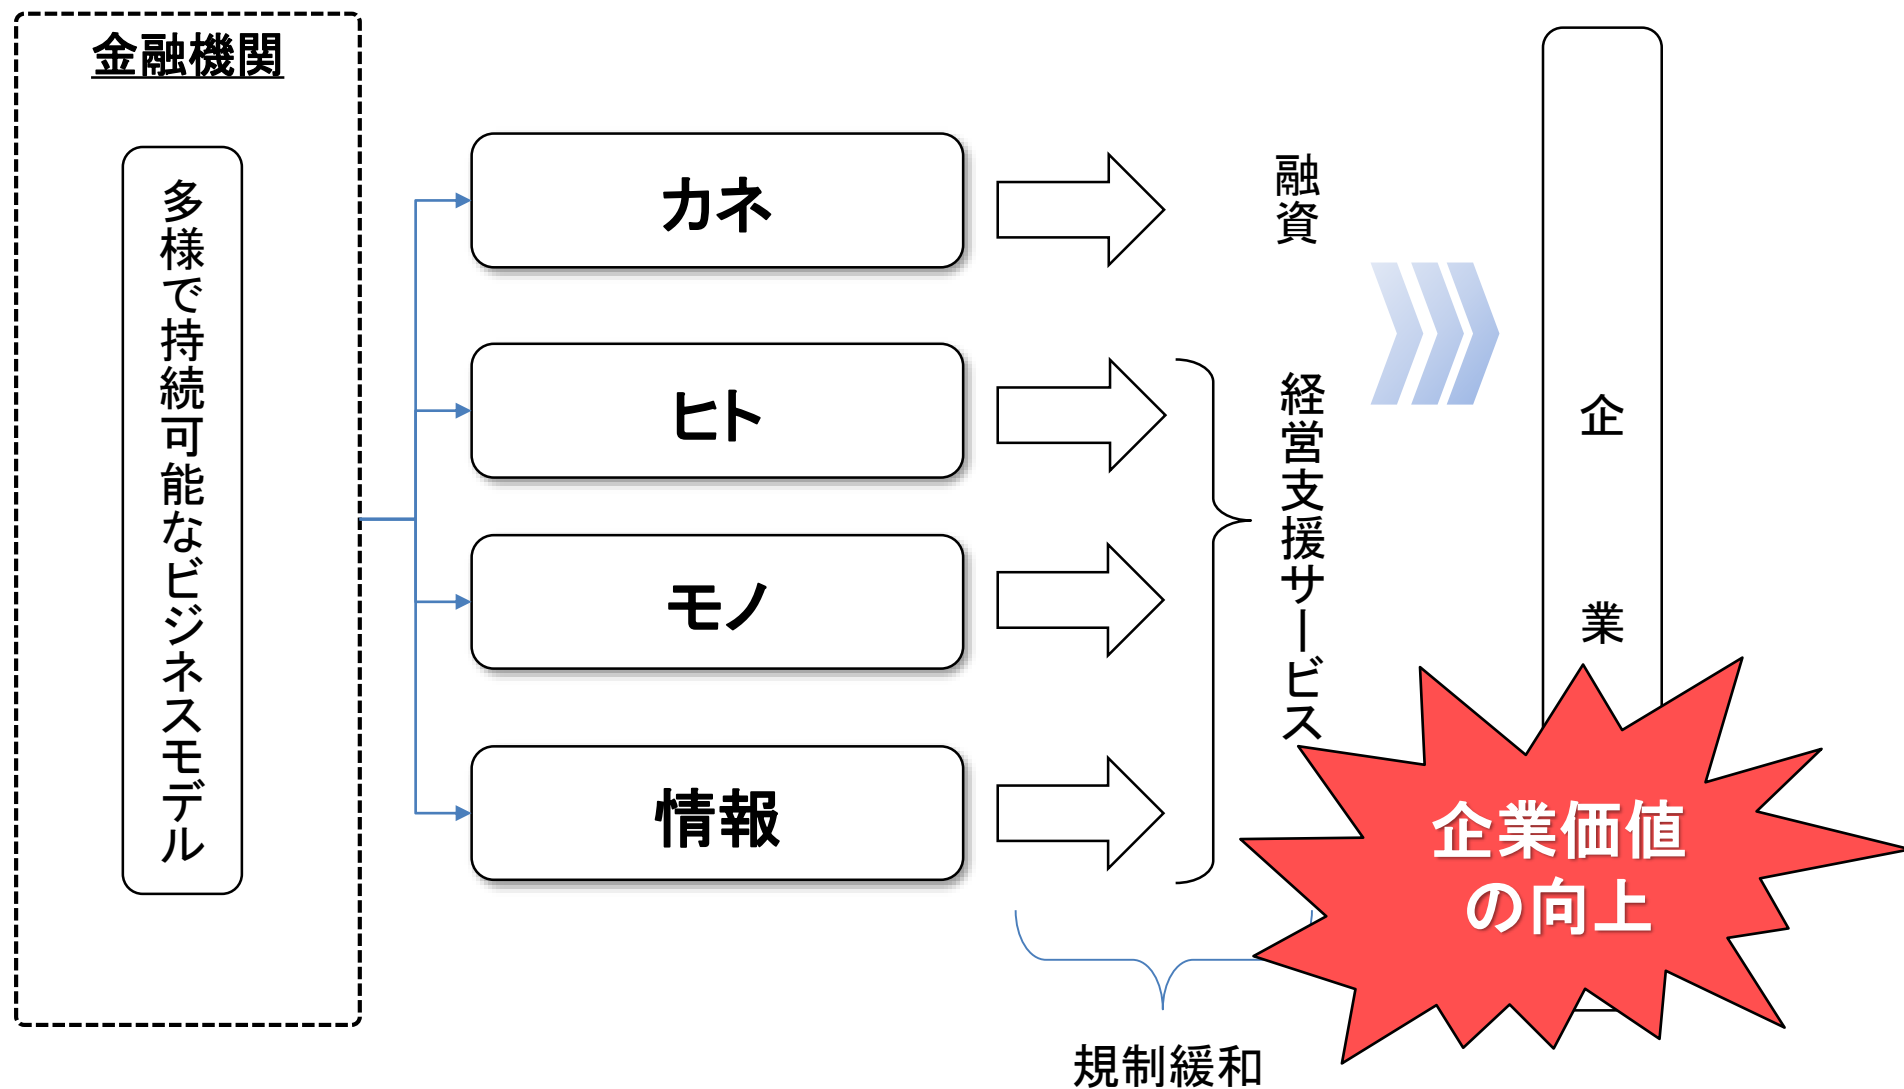 金融機関
多様で持続可能なビジネスモデル
カネ
ヒト
モノ
情報
融資
経営支援サービス
企業
企業価値
の向上
規制緩和